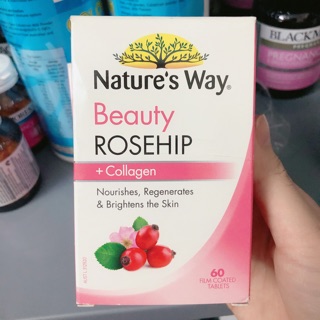 BLACKM
Nature's Way®
Beauty
ROSEHIP
+ Collagen
Nourishes, Regenerates
& Brightens the Skin
60
FILM COATED
TABLETS